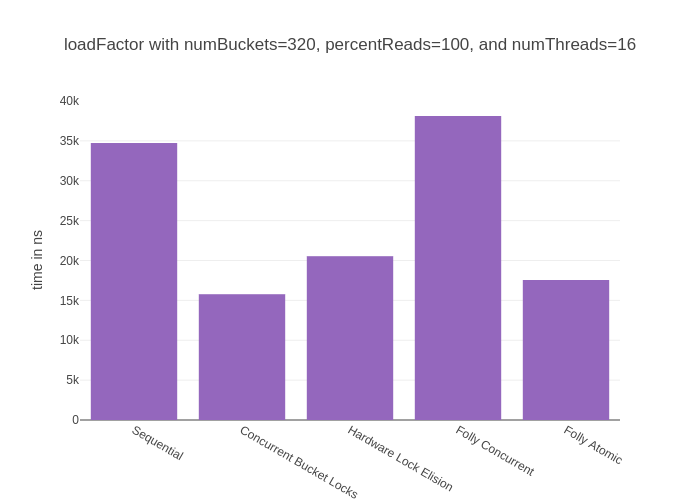 loadFactor with numBuckets=320, percentReads=100, and numThreads=16
40k
35k
30k
25k
20k
15k
10k
5k
0
time in ns
Sequential
Concurrent Bucket Locks
Hardware Lock Elision
Folly Concurrent
Folly Atomic